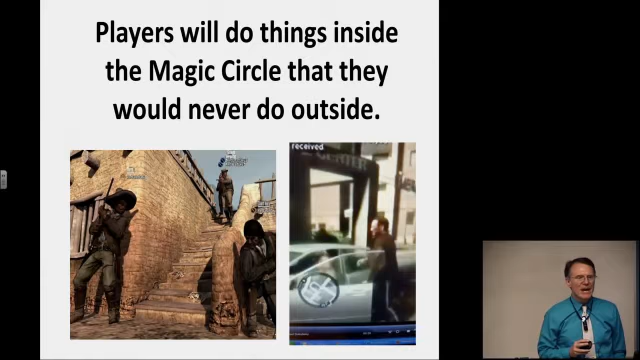 Players will do things inside
the Magic Circle that they
would never do outside.
received